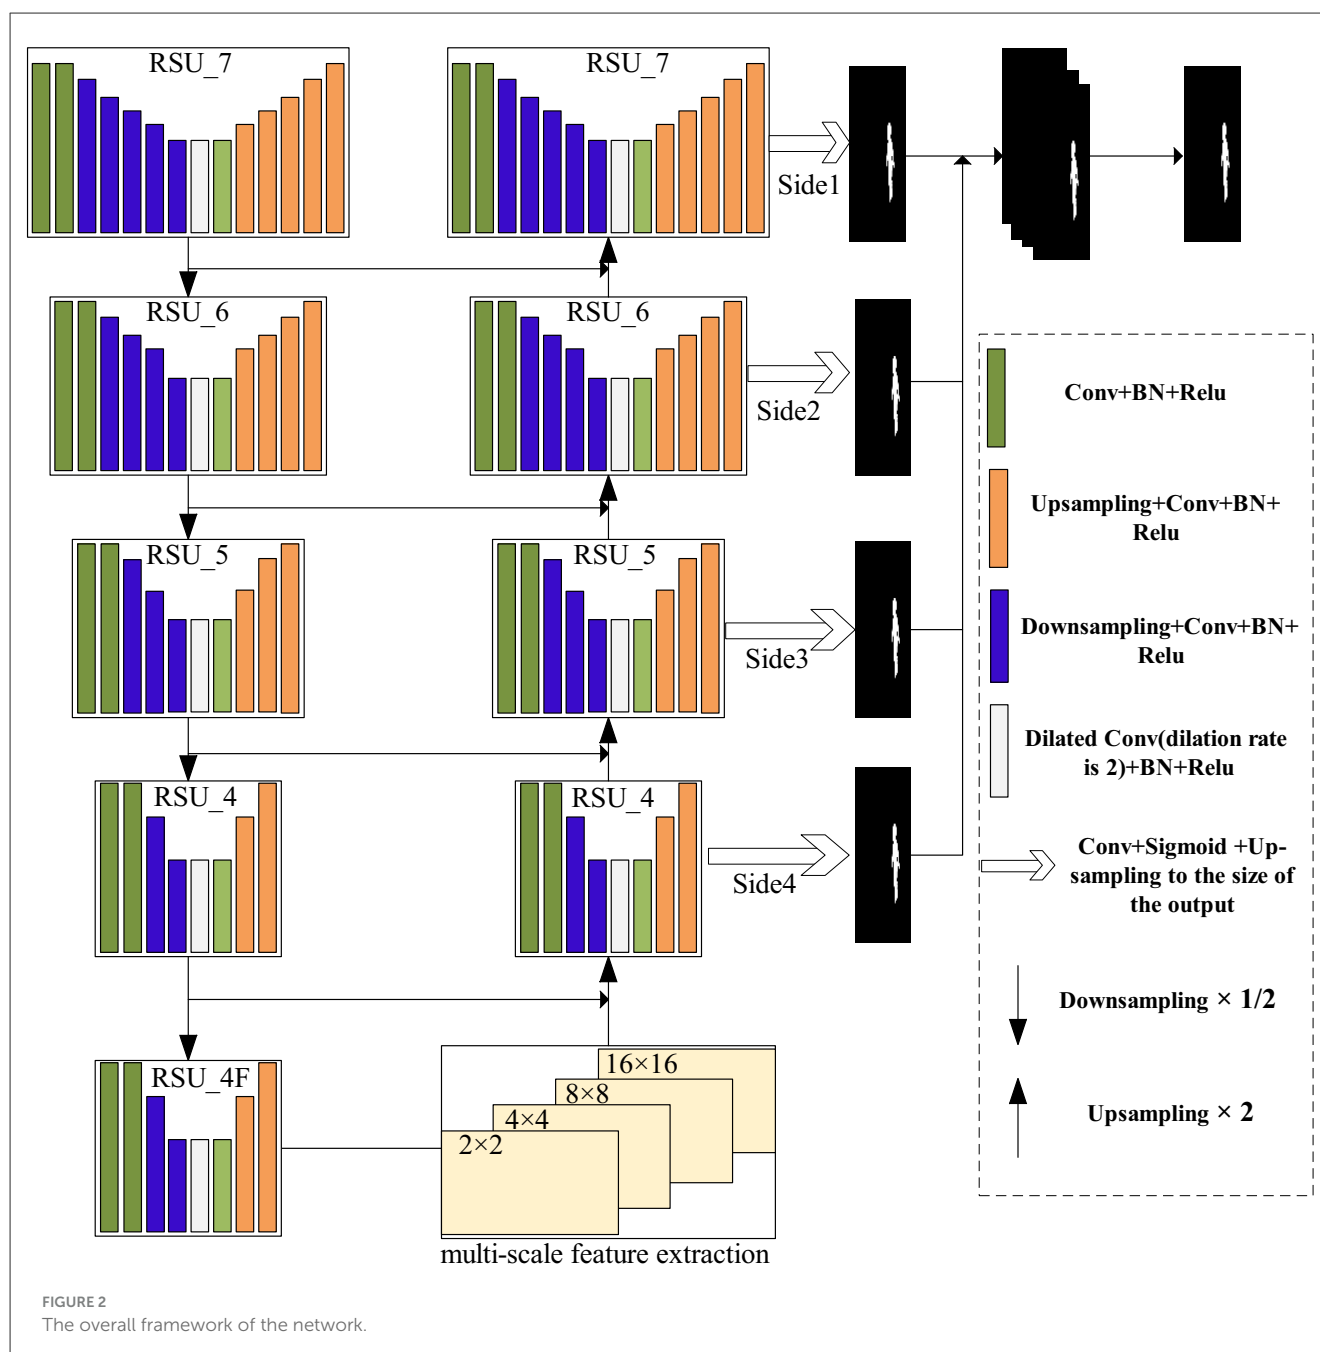 RSU_7
RSU_7
Side1
RSU_6
RSU_6
Side2
RSU_5
RSU_5
Side3
RSU_4
RSU_4
Side4
RSU_4F
16×16
8×8
4×4
2×2
multi-scale feature extraction
Conv+BN+Relu
Upsampling+Conv+BN+
Relu
Downsampling+Conv+BN+
Relu
Dilated Conv(dilation rate
is 2)+BN+Relu
Conv+Sigmoid +Up-
sampling to the size of
the output
Downsampling × 1/2
Upsampling × 2
FIGURE 2
The overall framework of the network.